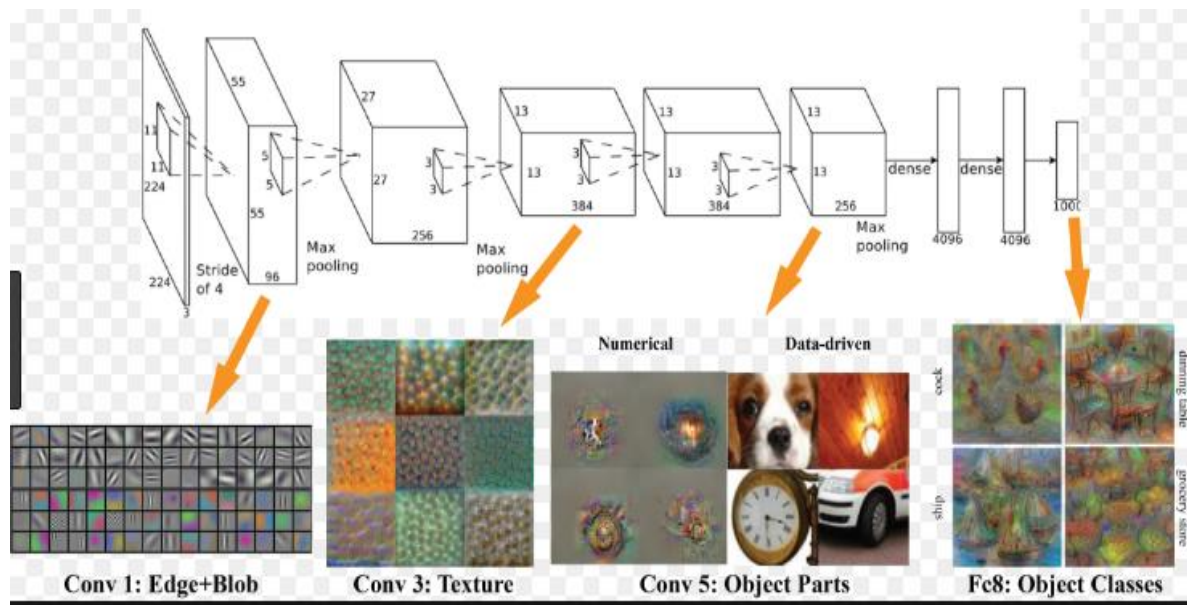 55
27
13
13
13
11
11
224
5
5
55
27
3
3
13
3
3
13
3
3
13
dense
dense
384
384
256
1000
256
Max
pooling
4096
4096
Max
pooling
Max
pooling
224
Stride
of 4
96
3
Numerical
Data-driven
cock
dinning table
ship
grocery store
Conv 1: Edge+Blob
Conv 3: Texture
Conv 5: Object Parts
Fc8: Object Classes